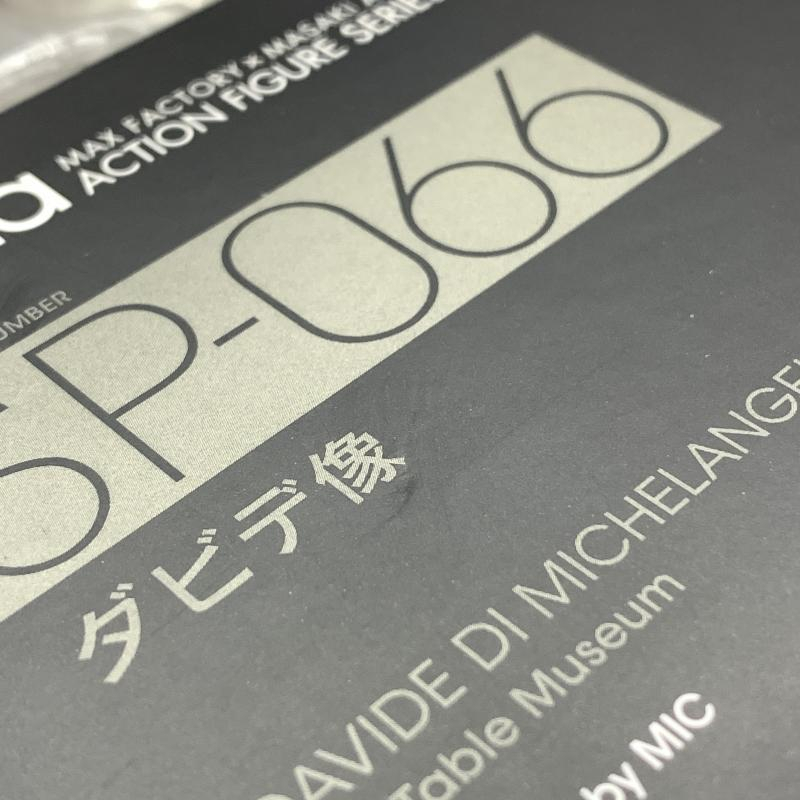 a MAX FACTORY × MASAKI A
ACTION FIGURE SERIE
UMBER
SP-066
ダビデ像
DAVIDE DI MICHELANGE
Table Museum
by MIC